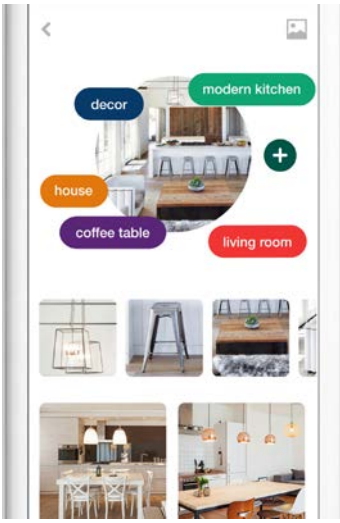 modern kitchen
decor
house
coffee table
living room